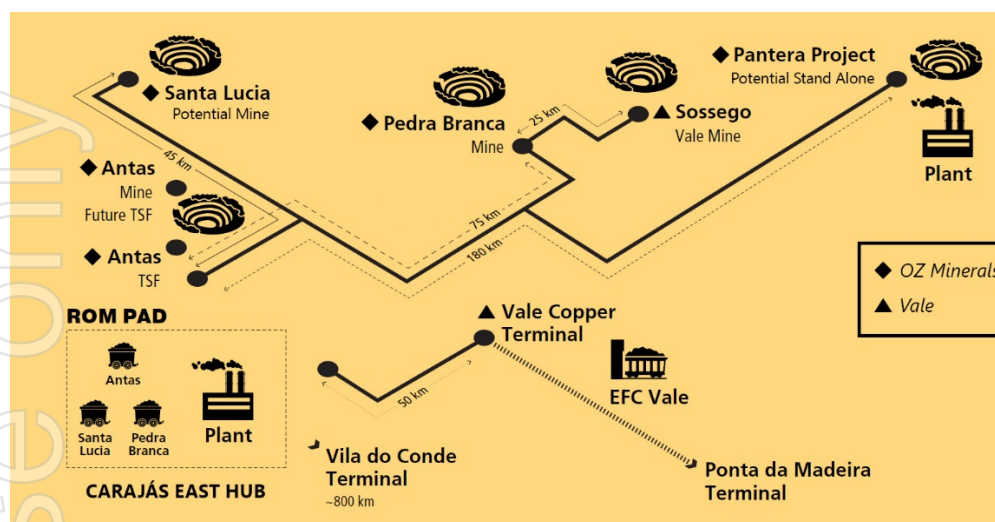 Santa Lucia
Potential Mine
Pedra Branca
Mine
25 km
Sossego
Vale Mine
Pantera Project
Potential Stand Alone
Plant
45 km
Antas
Mine
Future TSF
Antas
TSF
75 km
180 km
OZ Minerals
Vale
ROM PAD
Antas
Santa
Lucia
Pedra
Branca
Plant
CARAJÁS EAST HUB
Vale Copper
Terminal
50 km
EFC Vale
Vila do Conde
Terminal
~800 km
Ponta da Madeira
Terminal
se only